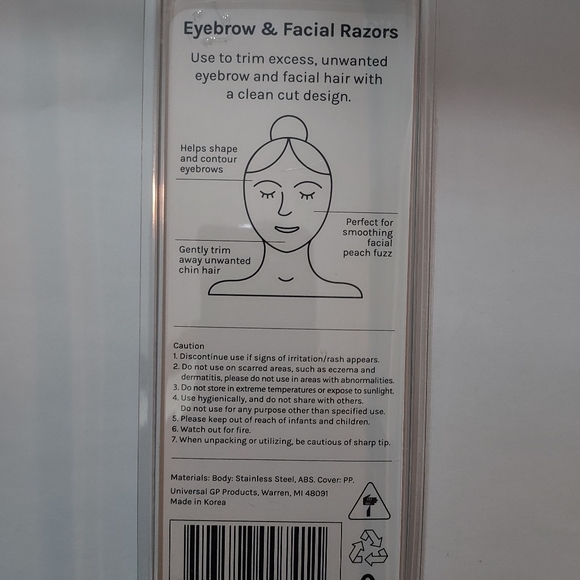 Eyebrow & Facial Razors
Use to trim excess, unwanted
eyebrow and facial hair with
a clean cut design.
Helps shape
and contour
eyebrows
Perfect for
smoothing
facial
peach fuzz
Gently trim
away unwanted
chin hair
Caution
1. Discontinue use if signs of irritation/rash appears.
2. Do not use on scarred areas, such as eczema and
dermatitis, please do not use in areas with abnormalities.
3. Do not store in extreme temperatures or expose to sunlight.
4. Use hygienically, and do not share with others.
Do not use for any purpose other than specified use.
5. Please keep out of reach of infants and children.
6. Watch out for fire.
7. When unpacking or utilizing, be cautious of sharp tip.
Materials: Body: Stainless Steel, ABS. Cover: PP.
Universal GP Products, Warren, MI 48091
Made in Korea